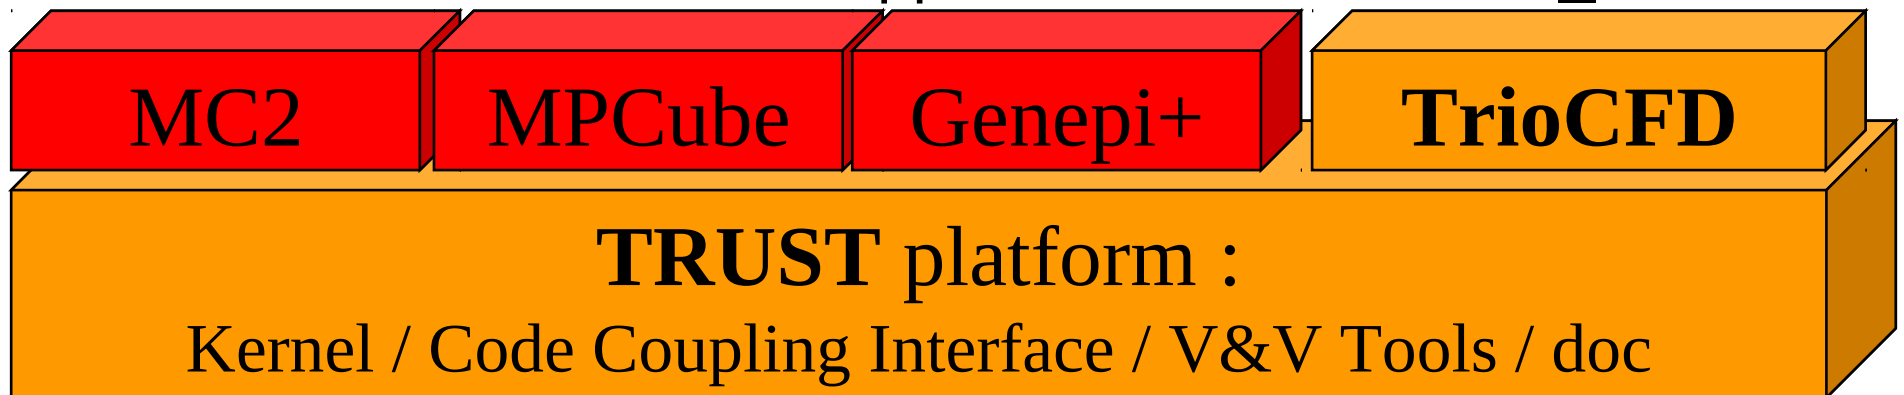 MC2 MPCube Genepi+ TrioCFD
TRUST platform :
Kernel / Code Coupling Interface / V&V Tools / doc